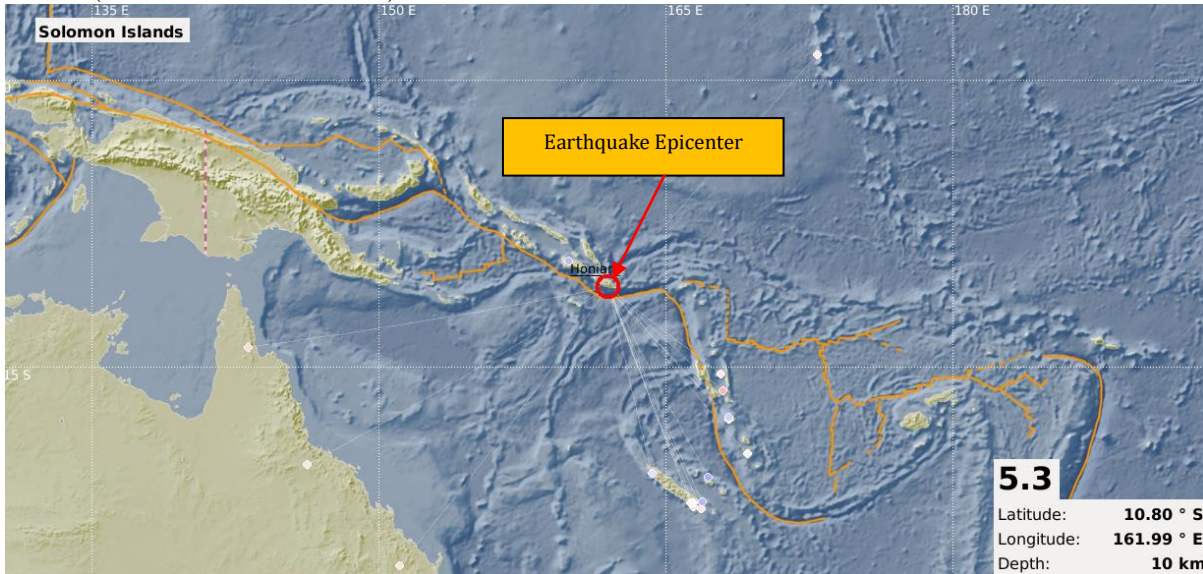 135 E
150 E
165 E
180 E
Solomon Islands
Earthquake Epicenter
Honiar
15 S
5.3
Latitude: 10.80 ° S
Longitude: 161.99 ° E
Depth: 10 km